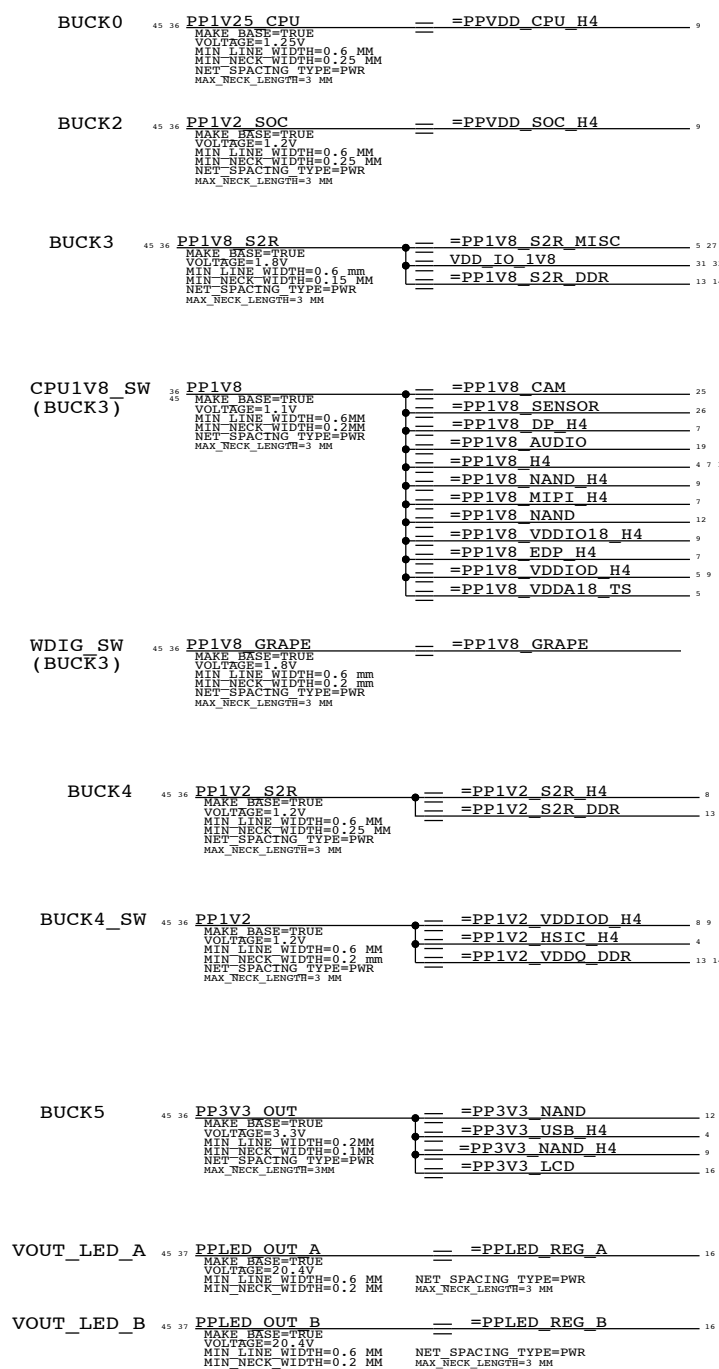 BUCK0 45 36 PP1V25_CPU =PPVDD_CPU_H4 9
MAKE_BASE=TRUE
VOLTAGE=1.25V
MIN_LINE_WIDTH=0.6 MM
MIN_NECK_WIDTH=0.25 MM
NET_SPACING_TYPE=PWR
MAX_NECK_LENGTH=3 MM
BUCK2 45 36 PP1V2_SOC =PPVDD_SOC_H4 9
MAKE_BASE=TRUE
VOLTAGE=1.2V
MIN_LINE_WIDTH=0.6 MM
MIN_NECK_WIDTH=0.25 MM
NET_SPACING_TYPE=PWR
MAX_NECK_LENGTH=3 MM
BUCK3 45 36 PP1V8_S2R =PP1V8_S2R_MISC 5 27
MAKE_BASE=TRUE VDD_IO_1V8 31
VOLTAGE=1.8V
MIN_LINE_WIDTH=0.6 mm =PP1V8_S2R_DDR 13
MIN_NECK_WIDTH=0.15 MM
NET_SPACING_TYPE=PWR
MAX_NECK_LENGTH=3 MM
CPU1V8_SW 36 PP1V8 =PP1V8_CAM 25
(BUCK3) 45 MAKE_BASE=TRUE
VOLTAGE=1.1V =PP1V8_SENSOR 26
MIN_LINE_WIDTH=0.6MM
MIN_NECK_WIDTH=0.2MM =PP1V8_DP_H4 7
NET_SPACING_TYPE=PWR
MAX_NECK_LENGTH=3 MM =PP1V8_AUDIO 19
=PP1V8_H4 4 7
=PP1V8_NAND_H4 9
=PP1V8_MIPI_H4 7
=PP1V8_NAND 12
=PP1V8_VDDIO18_H4 9
=PP1V8_EDP_H4 7
=PP1V8_VDDIOD_H4 5 9
=PP1V8_VDDA18_TS 5
WDIG_SW 45 36 PP1V8_GRAPE =PP1V8_GRAPE
(BUCK3) MAKE_BASE=TRUE
VOLTAGE=1.8V
MIN_LINE_WIDTH=0.6 mm
MIN_NECK_WIDTH=0.2 mm
NET_SPACING_TYPE=PWR
MAX_NECK_LENGTH=3 MM
BUCK4 45 36 PP1V2_S2R =PP1V2_S2R_H4 8
MAKE_BASE=TRUE =PP1V2_S2R_DDR 13
VOLTAGE=1.2V
MIN_LINE_WIDTH=0.6 MM
MIN_NECK_WIDTH=0.25 MM
NET_SPACING_TYPE=PWR
MAX_NECK_LENGTH=3 MM
BUCK4_SW 45 36 PP1V2 =PP1V2_VDDIOD_H4 8 9
MAKE_BASE=TRUE
VOLTAGE=1.2V =PP1V2_HSIC_H4 4
MIN_LINE_WIDTH=0.6 MM
MIN_NECK_WIDTH=0.2 mm =PP1V2_VDDQ_DDR 13
NET_SPACING_TYPE=PWR
MAX_NECK_LENGTH=3 MM
BUCK5 45 36 PP3V3_OUT =PP3V3_NAND 12
MAKE_BASE=TRUE
VOLTAGE=3.3V =PP3V3_USB_H4 4
MIN_LINE_WIDTH=0.2MM
MIN_NECK_WIDTH=0.1MM =PP3V3_NAND_H4 9
NET_SPACING_TYPE=PWR
MAX_NECK_LENGTH=3MM =PP3V3_LCD 16
VOUT_LED_A 45 37 PPLED_OUT_A =PPLED_REG_A 16
MAKE_BASE=TRUE
VOLTAGE=20.4V
MIN_LINE_WIDTH=0.6 MM NET_SPACING_TYPE=PWR
MIN_NECK_WIDTH=0.2 MM MAX_NECK_LENGTH=3 MM
VOUT_LED_B 45 37 PPLED_OUT_B =PPLED_REG_B 16
MAKE_BASE=TRUE
VOLTAGE=20.4V
MIN_LINE_WIDTH=0.6 MM NET_SPACING_TYPE=PWR
MIN_NECK_WIDTH=0.2 MM MAX_NECK_LENGTH=3 MM